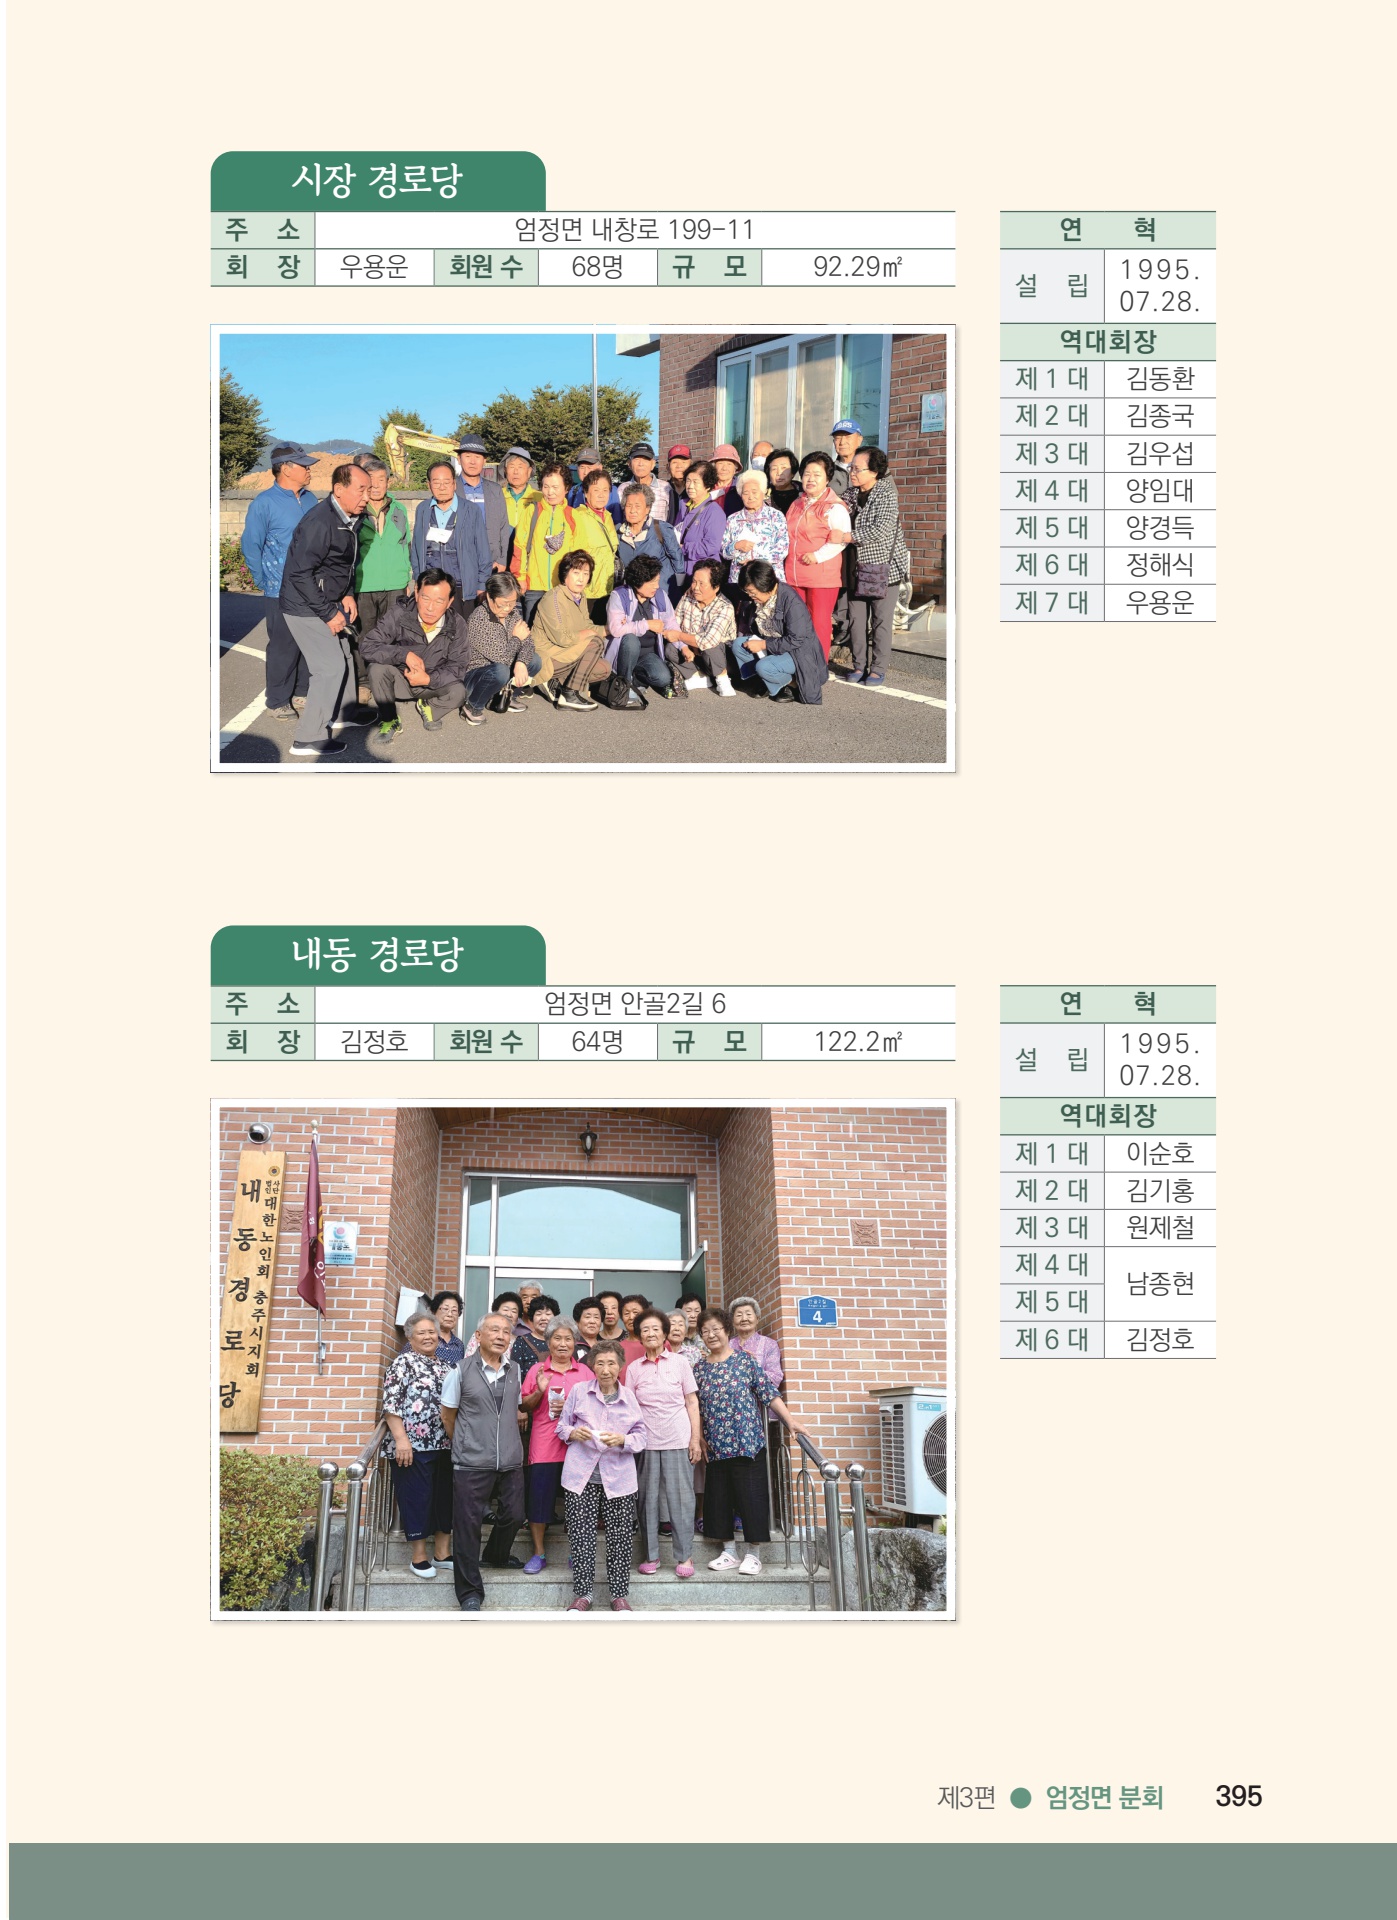 시장 경로당
주 소 엄정면 내창로 199-11
회 장 우용운 회원 수 68명 규 모 92.29㎡
연 혁
설 립 1995.
07.28.
역대회장
제 1 대 김동환
제 2 대 김종국
제 3 대 김우섭
제 4 대 양임대
제 5 대 양경득
제 6 대 정해식
제 7 대 우용운
내동 경로당
주 소 엄정면 안골2길 6
회 장 김정호 회원 수 64명 규 모 122.2㎡
연 혁
설 립 1995.
07.28.
역대회장
제 1 대 이순호
제 2 대 김기홍
제 3 대 원제철
제 4 대 남종현
제 5 대
제 6 대 김정호
사단법인 대한노인회 충주시지회
내동경로당
안골2길
4
제3편 ● 엄정면 분회 395